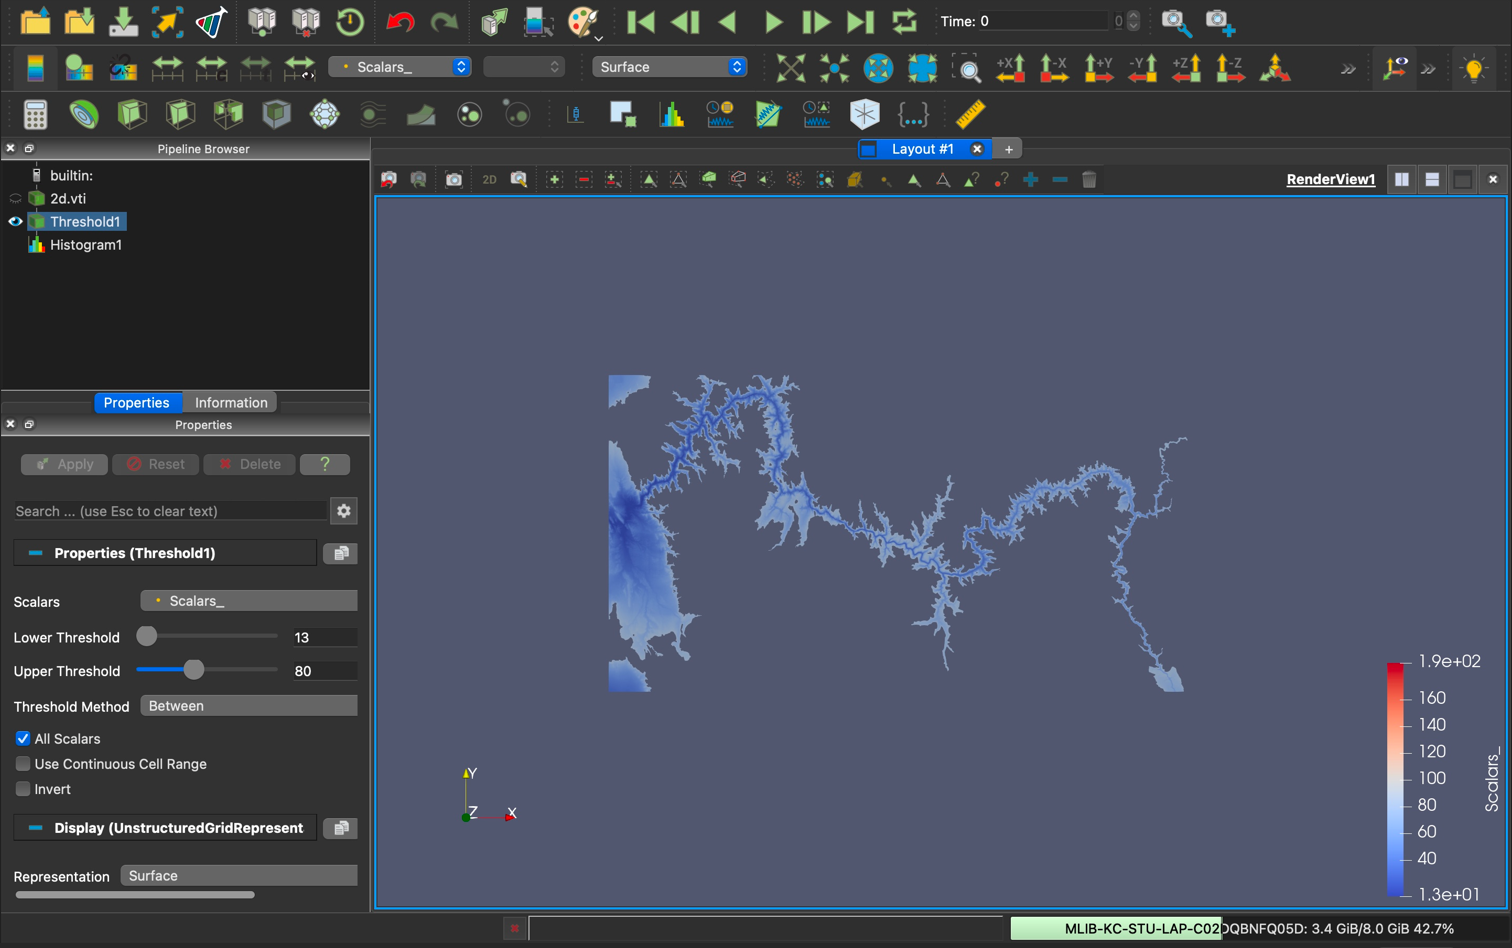 Time: 0
0
Scalars_
Surface
+X
-X
+Y
-Y
+Z
-Z
Pipeline Browser
builtin:
2d.vti
Threshold1
Histogram1
Properties
Information
Properties
Apply
Reset
Delete
?
Search ... (use Esc to clear text)
Properties (Threshold1)
Scalars
Scalars_
Lower Threshold
13
Upper Threshold
80
Threshold Method
Between
All Scalars
Use Continuous Cell Range
Invert
Display (UnstructuredGridRepresent
Representation
Surface
Layout #1
+
2D
RenderView1
Y
Z
X
1.9e+02
160
140
120
100
80
60
40
1.3e+01
Scalars_
MLIB-KC-STU-LAP-C02DQBNFQ05D: 3.4 GiB/8.0 GiB 42.7%